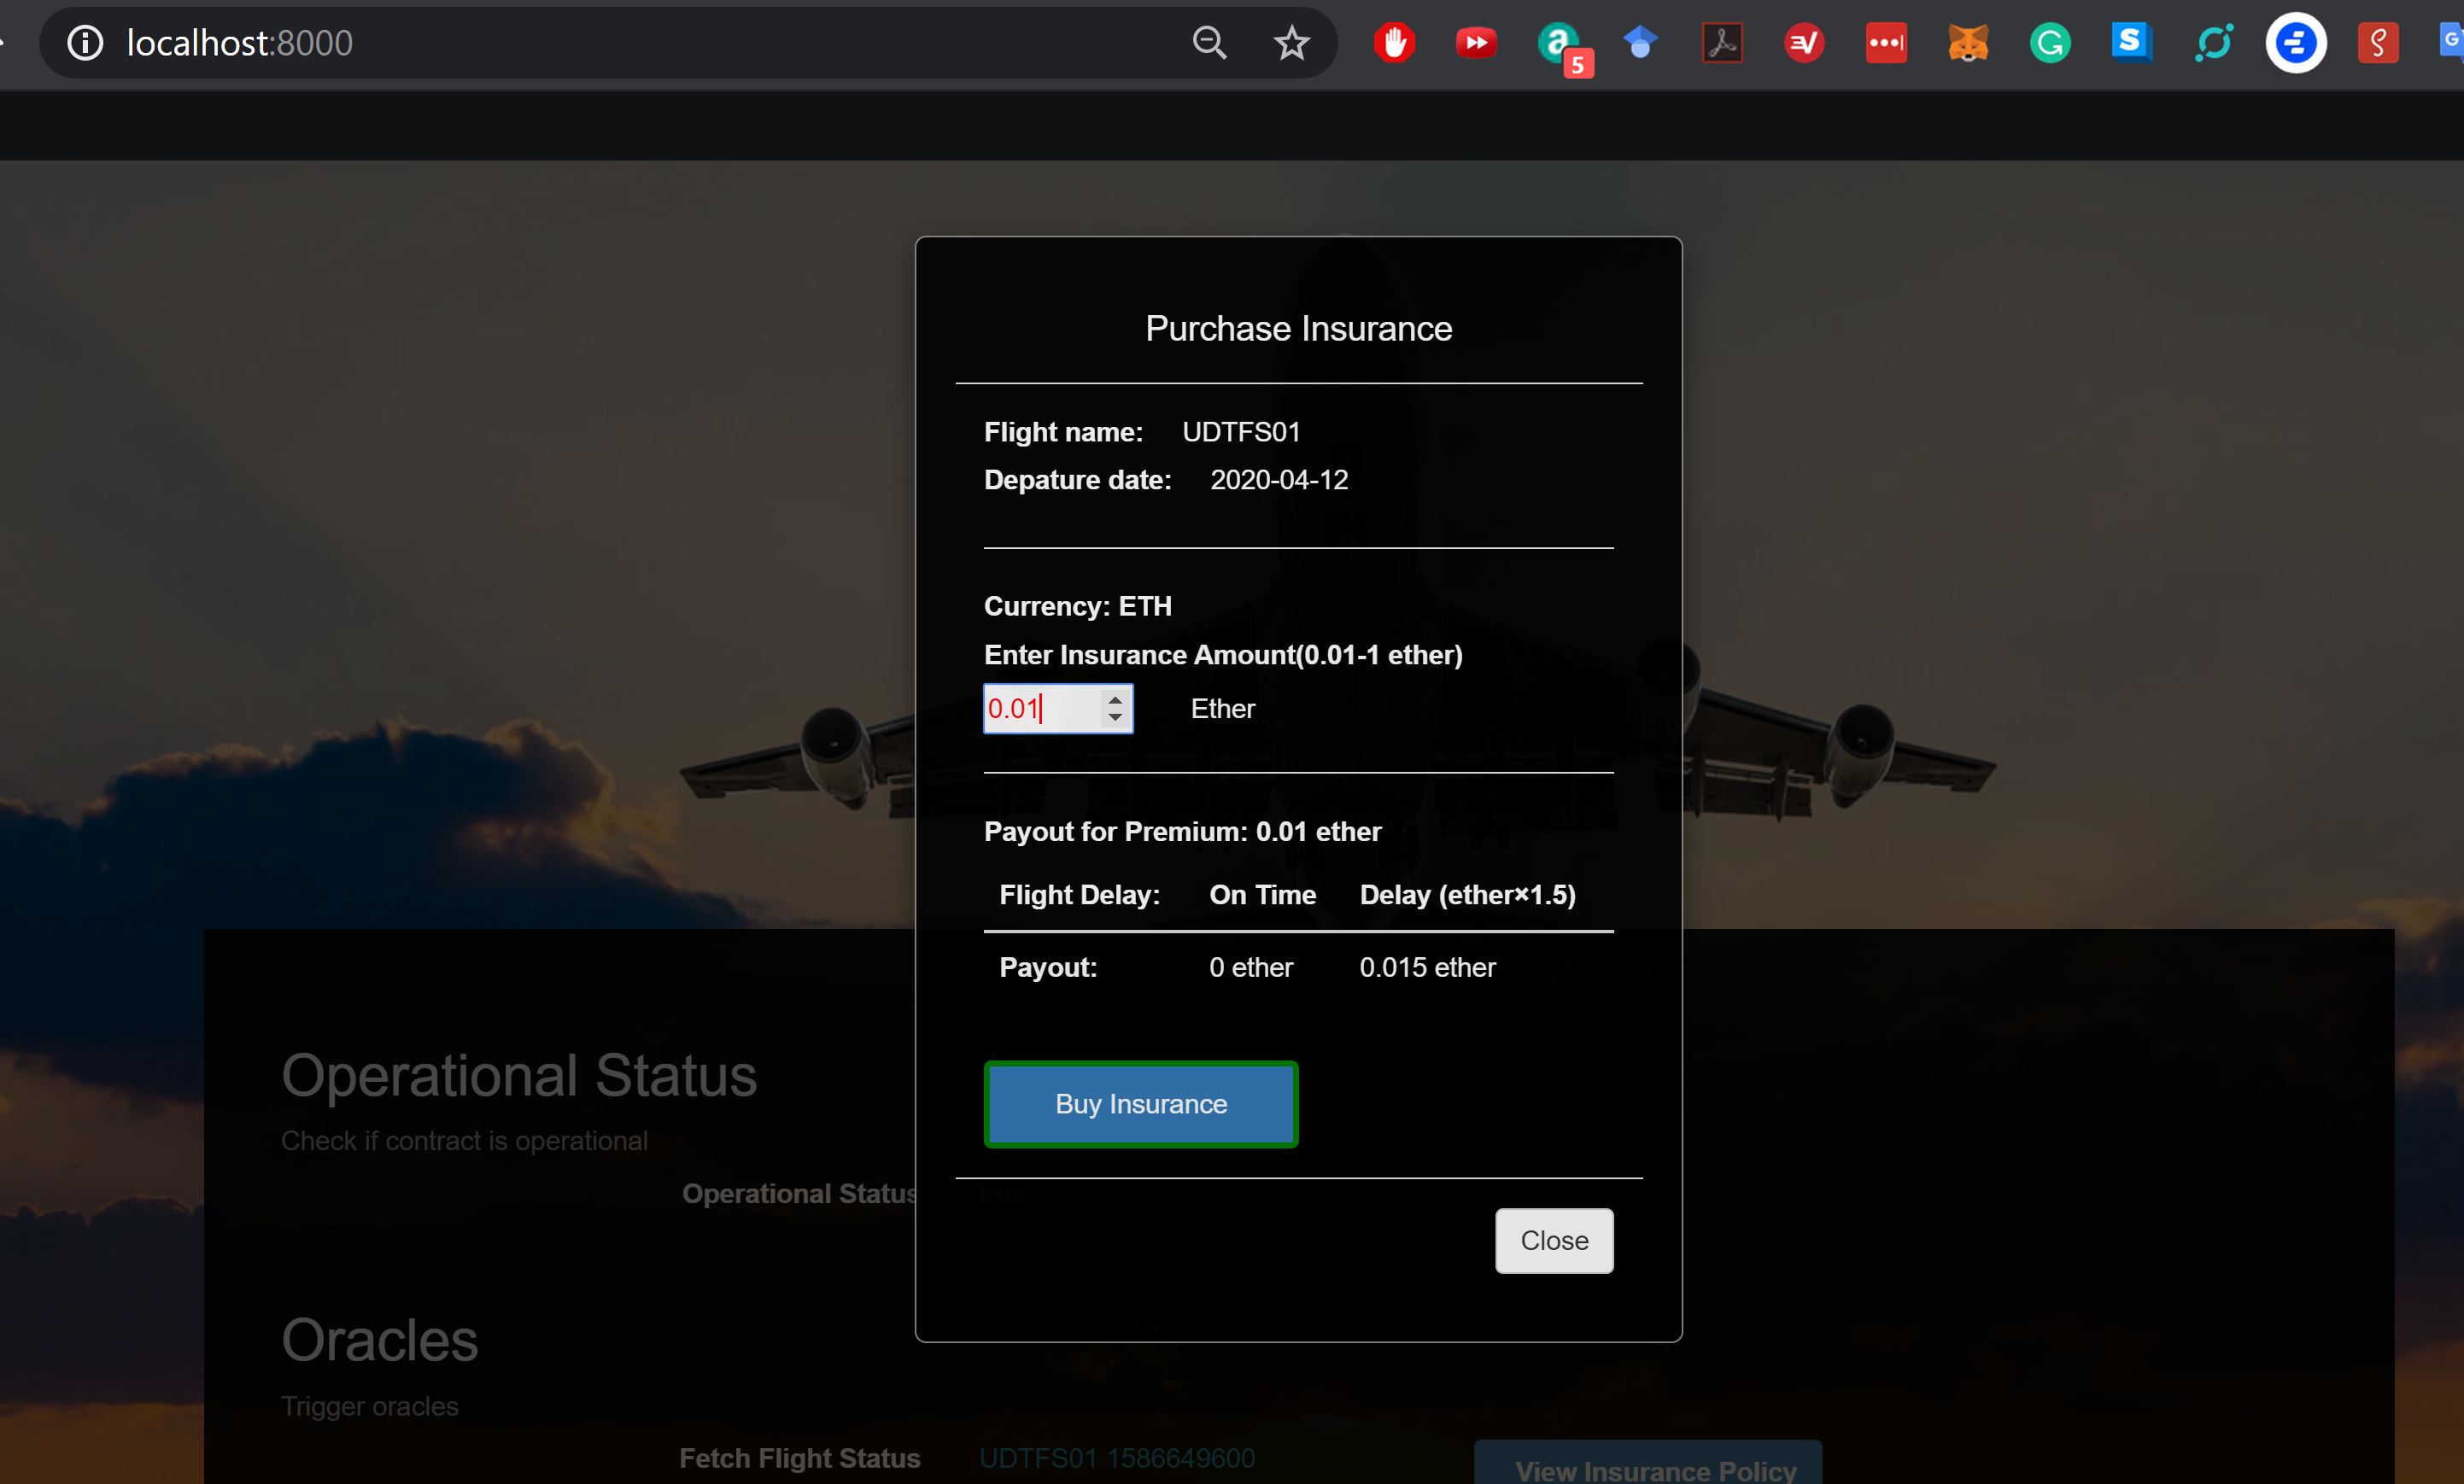 localhost:8000
5
Purchase Insurance
Flight name: UDTFS01
Depature date: 2020-04-12
Currency: ETH
Enter Insurance Amount(0.01-1 ether)
0.01 Ether
Payout for Premium: 0.01 ether
Flight Delay: On Time Delay (ether×1.5)
Payout: 0 ether 0.015 ether
Buy Insurance
Close
Operational Status
Check if contract is operational
Operational Status true
Oracles
Trigger oracles
Fetch Flight Status UDTFS01 1586649600
View Insurance Policy